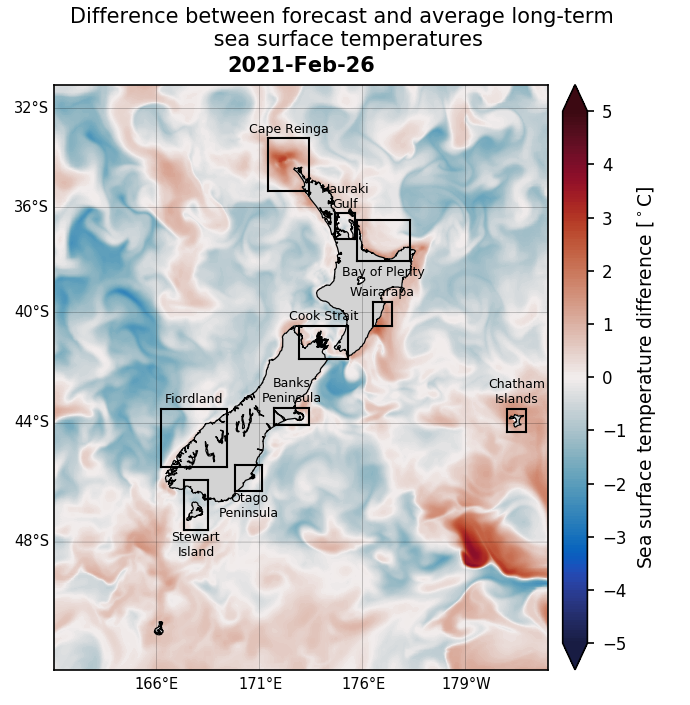 Difference between forecast and average long-term
sea surface temperatures
2021-Feb-26
32°S
36°S
40°S
44°S
48°S
Cape Reinga
Hauraki
Gulf
Bay of Plenty
Wairarapa
Cook Strait
Banks
Peninsula
Fiordland
Chatham
Islands
Otago
Peninsula
Stewart
Island
166°E
171°E
176°E
179°W
5
4
3
2
1
0
−1
−2
−3
−4
−5
Sea surface temperature difference [°C]